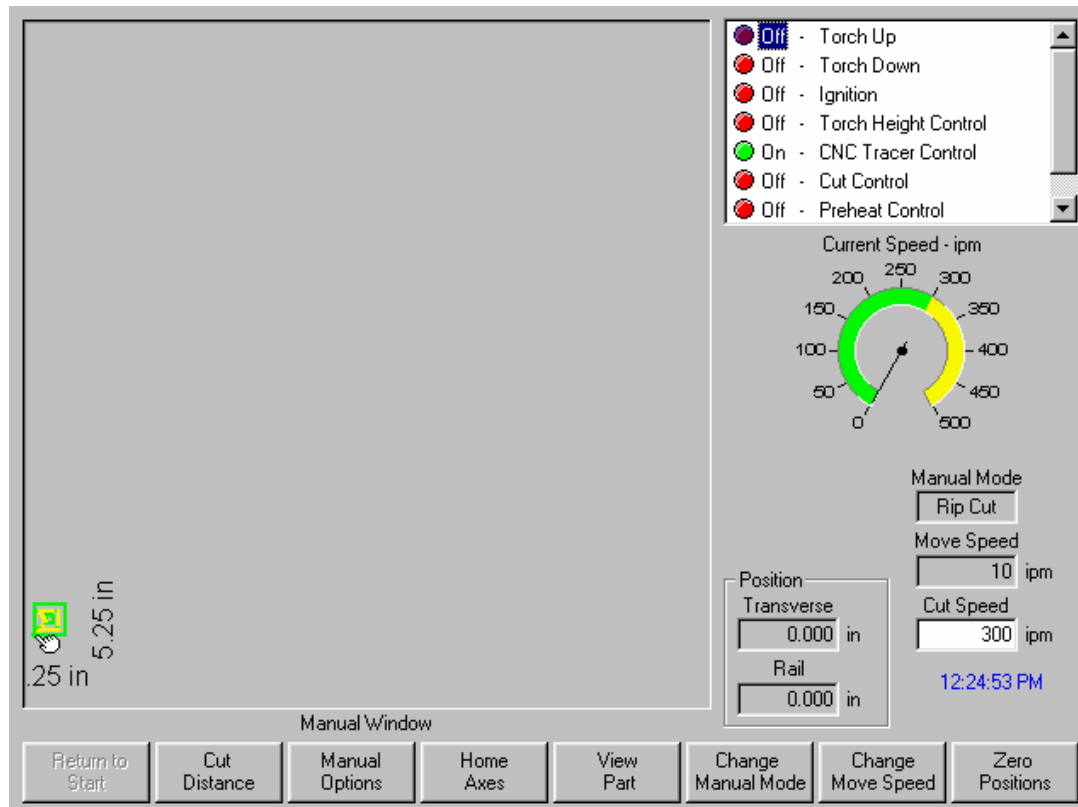 Off - Torch Up
Off - Torch Down
Off - Ignition
Off - Torch Height Control
On - CNC Tracer Control
Off - Cut Control
Off - Preheat Control
Current Speed - ipm
0 50 100 150 200 250 300 350 400 450 500
Manual Mode
Rip Cut
Move Speed
10 ipm
Cut Speed
300 ipm
12:24:53 PM
Position
Transverse
0.000 in
Rail
0.000 in
5.25 in
.25 in
Manual Window
Return to
Start
Cut
Distance
Manual
Options
Home
Axes
View
Part
Change
Manual Mode
Change
Move Speed
Zero
Positions